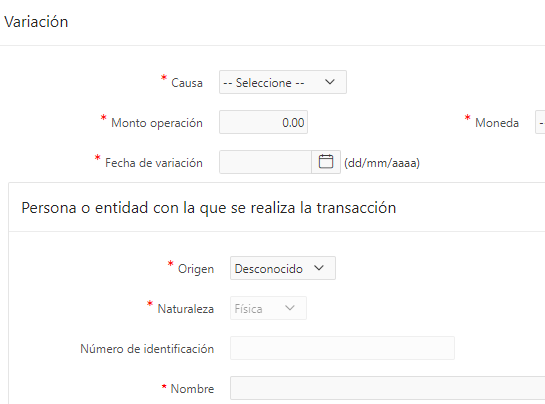 Variación
* Causa -- Seleccione --
* Monto operación 0.00 * Moneda -
* Fecha de variación (dd/mm/aaaa)
Persona o entidad con la que se realiza la transacción
* Origen Desconocido
* Naturaleza Física
Número de identificación
* Nombre